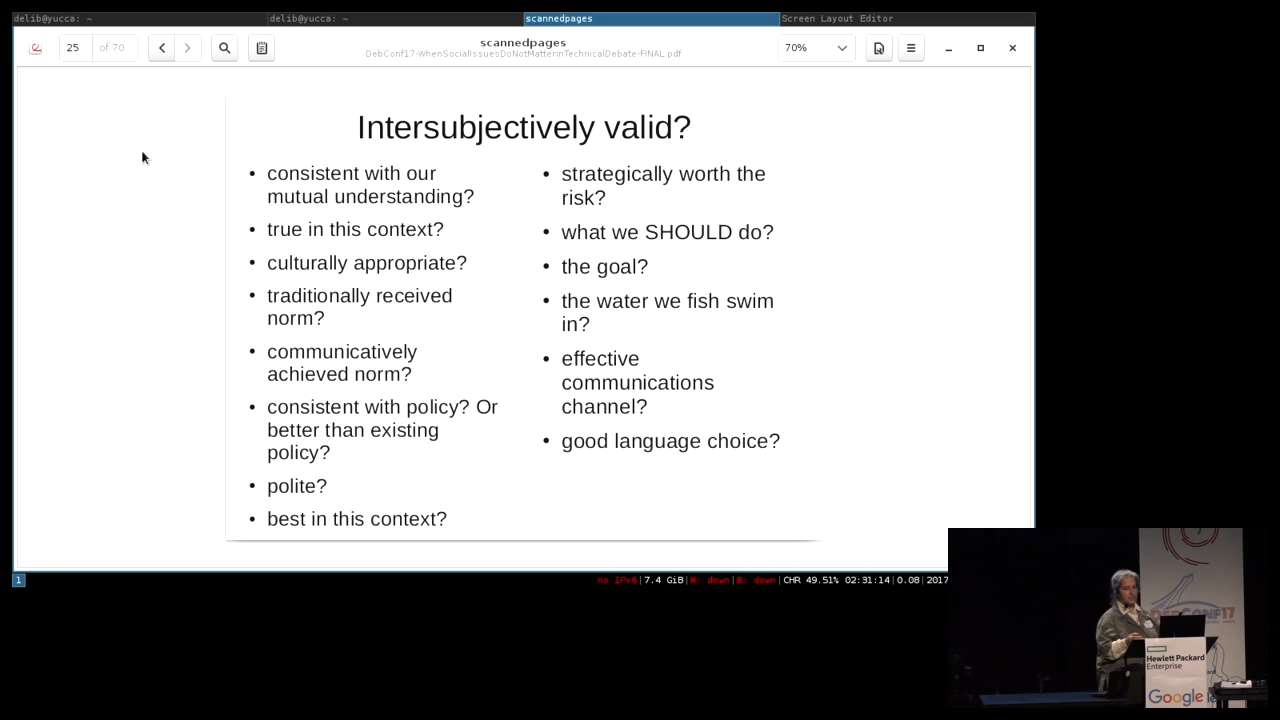 delib@yucca: ~
delib@yucca: ~
scannedpages
Screen Layout Editor
25
of 70
scannedpages
DebConf17-WhenSocialIssuesDoNotMatterinTechnicalDebate-FINAL.pdf
70%
Intersubjectively valid?
• consistent with our
mutual understanding?
• true in this context?
• culturally appropriate?
• traditionally received
norm?
• communicatively
achieved norm?
• consistent with policy? Or
better than existing
policy?
• polite?
• best in this context?
• strategically worth the
risk?
• what we SHOULD do?
• the goal?
• the water we fish swim
in?
• effective
communications
channel?
• good language choice?
1
no IPv6|7.4 GiB|W: down|E: down|CHR 49.51% 02:31:14|0.08|2017
DEBCONF17
Hewlett Packard
Enterprise
Google